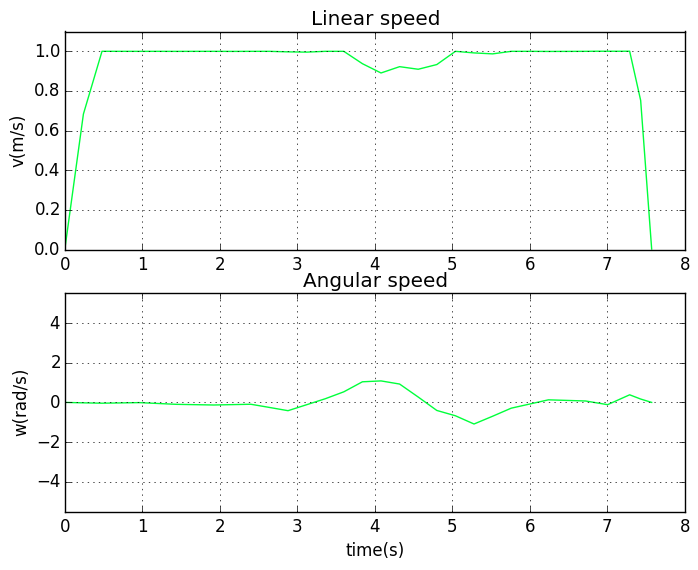 Linear speed
1.0
0.8
0.6
0.4
0.2
0.0
v(m/s)
0 1 2 3 4 5 6 7 8
Angular speed
4
2
0
−2
−4
w(rad/s)
0 1 2 3 4 5 6 7 8
time(s)